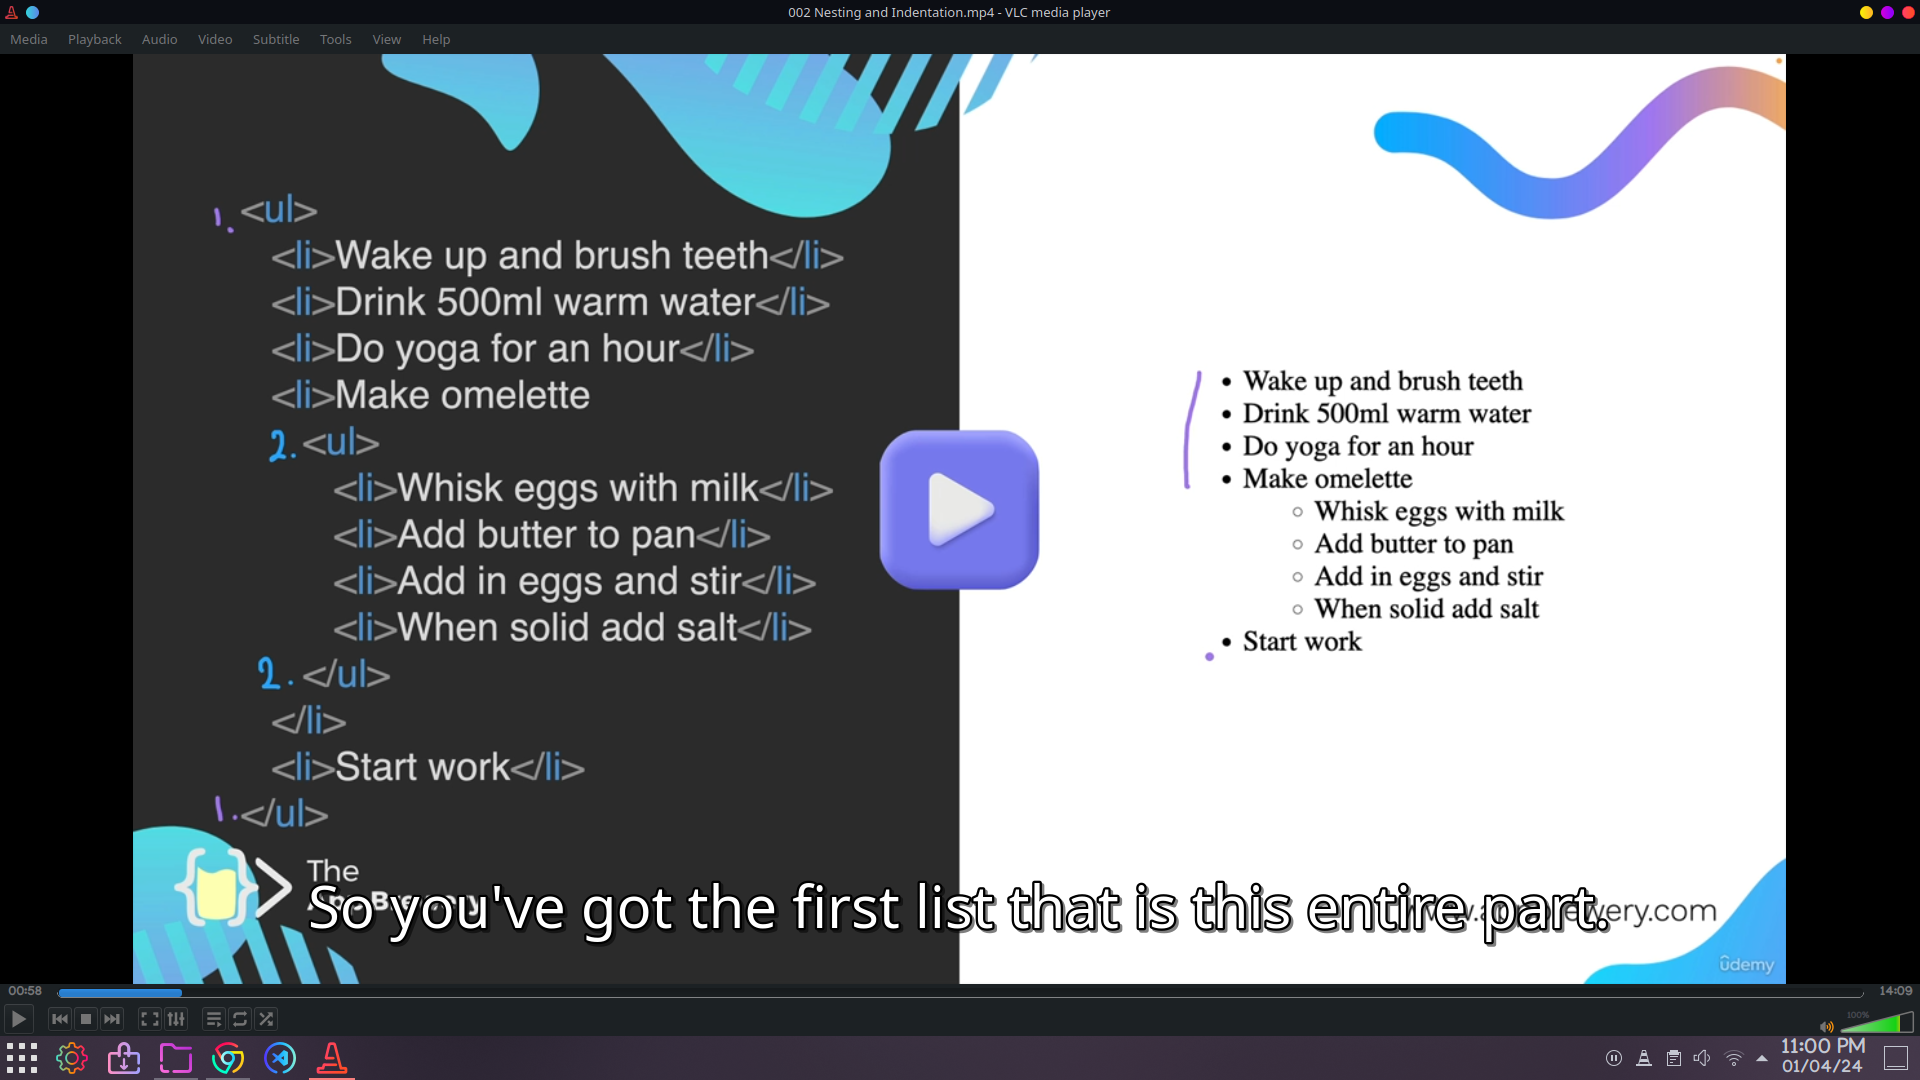 002 Nesting and Indentation.mp4 - VLC media player
Media Playback Audio Video Subtitle Tools View Help
1. <ul>
<li>Wake up and brush teeth</li>
<li>Drink 500ml warm water</li>
<li>Do yoga for an hour</li>
<li>Make omelette
2. <ul>
<li>Whisk eggs with milk</li>
<li>Add butter to pan</li>
<li>Add in eggs and stir</li>
<li>When solid add salt</li>
2. </ul>
</li>
<li>Start work</li>
1. </ul>
• Wake up and brush teeth
• Drink 500ml warm water
• Do yoga for an hour
• Make omelette
○ Whisk eggs with milk
○ Add butter to pan
○ Add in eggs and stir
○ When solid add salt
• Start work
The
App Brewery
www.appbrewery.com
So you've got the first list that is this entire part.
ûdemy
00:58
14:09
100%
11:00 PM
01/04/24